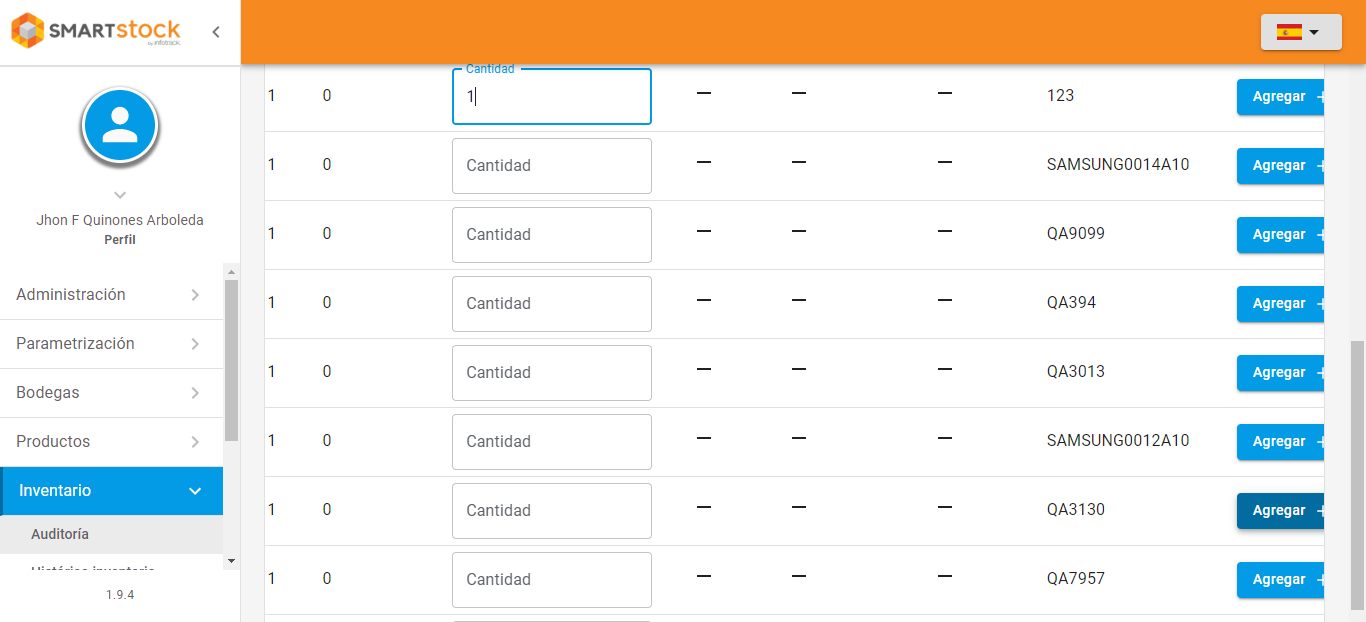 SMARTstock
by infotrack.
Jhon F Quinones Arboleda
Perfil
Administración
Parametrización
Bodegas
Productos
Inventario
Auditoría
Histórico inventario
1.9.4
Cantidad
1 0 1 — — — 123 Agregar +
1 0 Cantidad — — — SAMSUNG0014A10 Agregar +
1 0 Cantidad — — — QA9099 Agregar +
1 0 Cantidad — — — QA394 Agregar +
1 0 Cantidad — — — QA3013 Agregar +
1 0 Cantidad — — — SAMSUNG0012A10 Agregar +
1 0 Cantidad — — — QA3130 Agregar +
1 0 Cantidad — — — QA7957 Agregar +